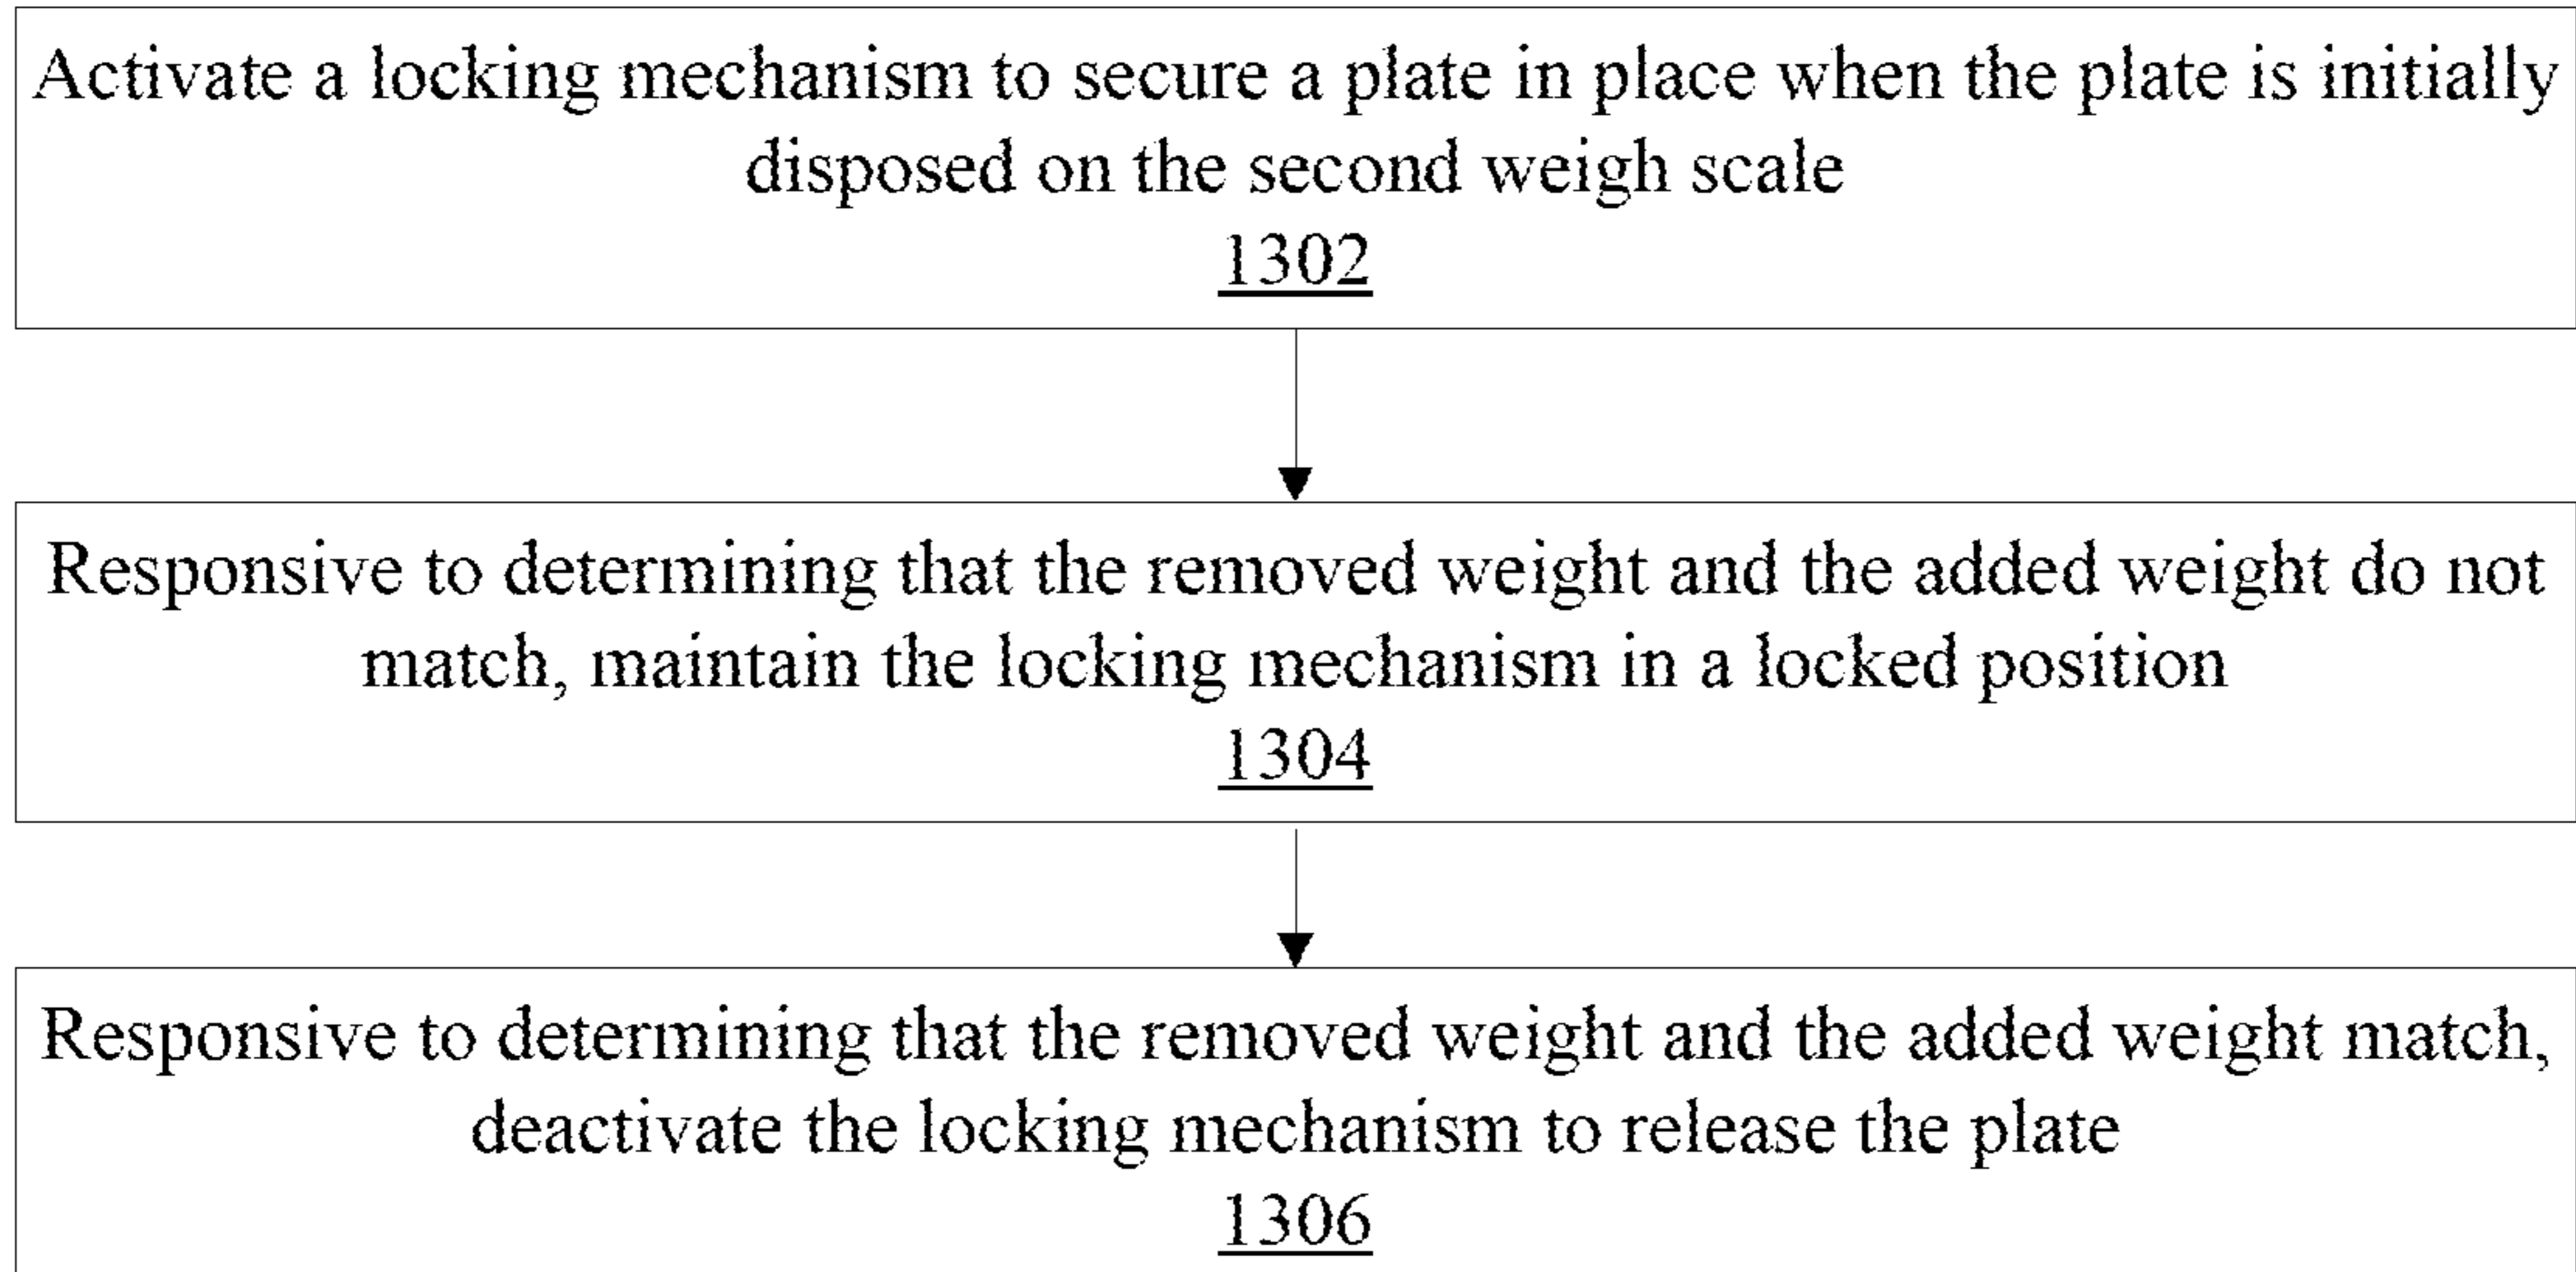 Activate a locking mechanism to secure a plate in place when the plate is initially
disposed on the second weigh scale
1302
Responsive to determining that the removed weight and the added weight do not
match, maintain the locking mechanism in a locked position
1304
Responsive to determining that the removed weight and the added weight match,
deactivate the locking mechanism to release the plate
1306